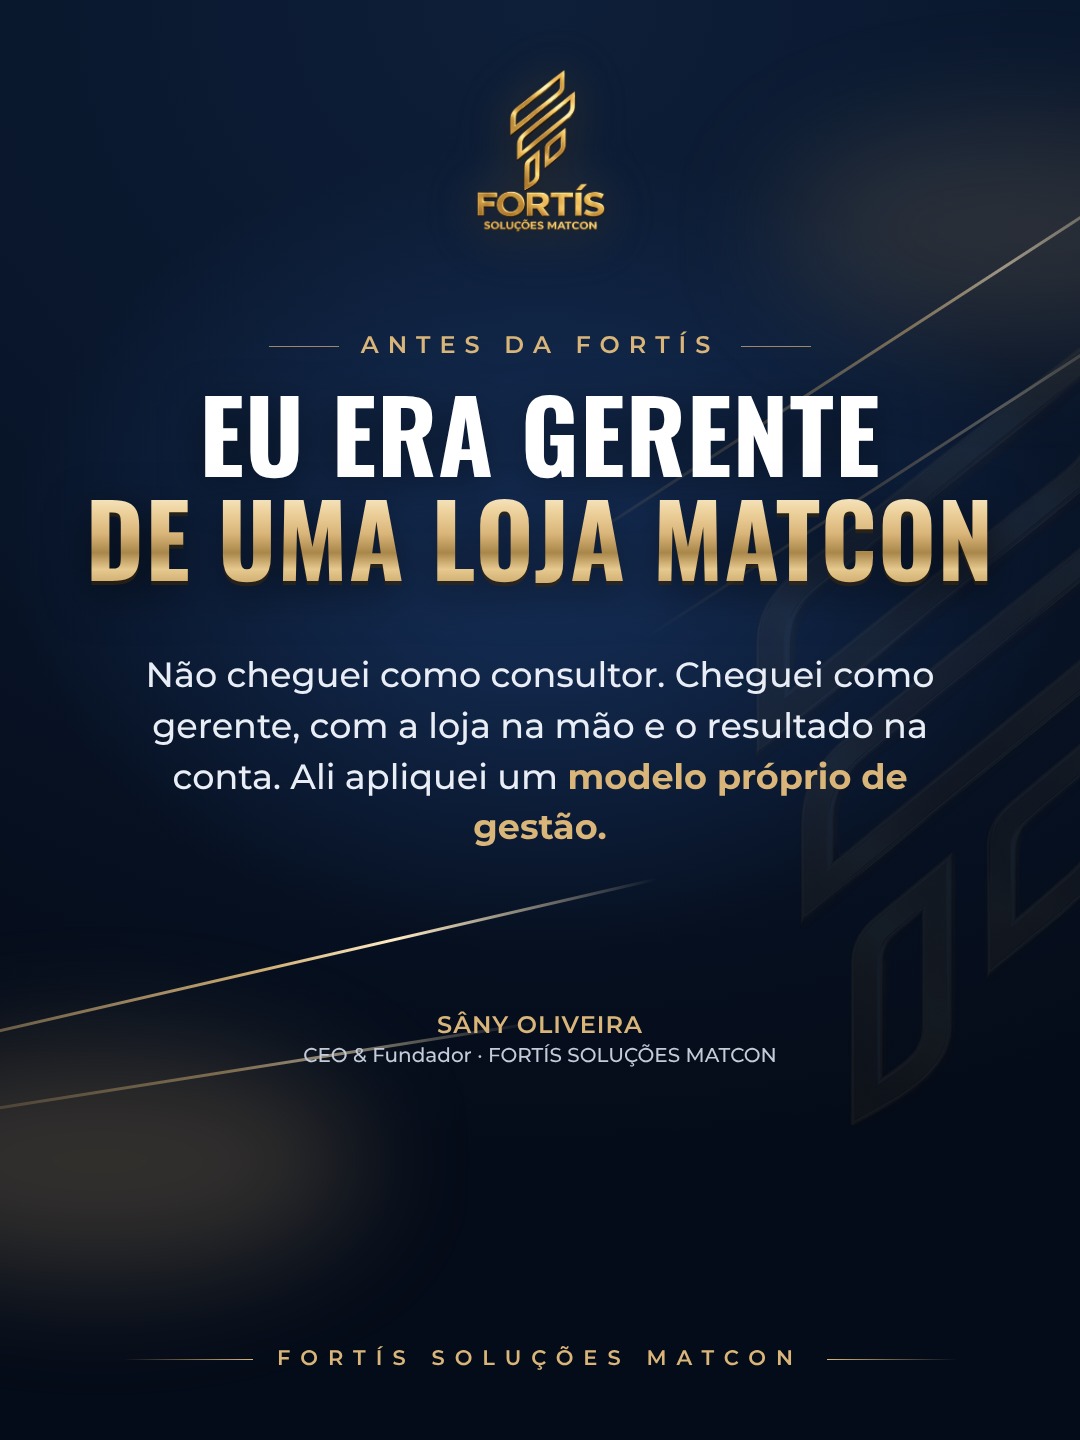 FORTÍS
SOLUÇÕES MATCON
ANTES DA FORTÍS
EU ERA GERENTE
DE UMA LOJA MATCON
Não cheguei como consultor. Cheguei como
gerente, com a loja na mão e o resultado na
conta. Ali apliquei um modelo próprio de
gestão.
SÂNY OLIVEIRA
CEO & Fundador · FORTÍS SOLUÇÕES MATCON
FORTÍS SOLUÇÕES MATCON